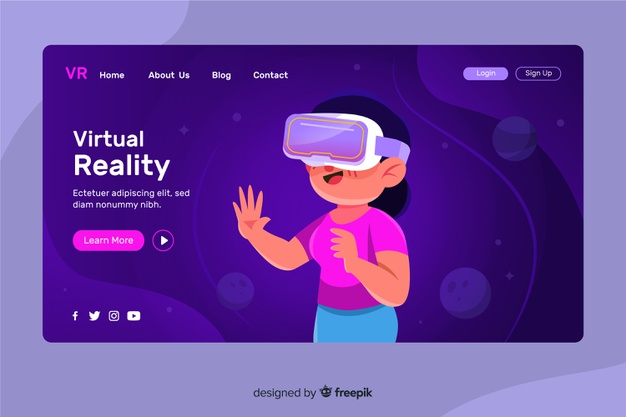 VR Home About Us Blog Contact Login Sign Up
Virtual
Reality
Ectetuer adipiscing elit, sed
diam nonummy nibh.
Learn More
designed by freepik